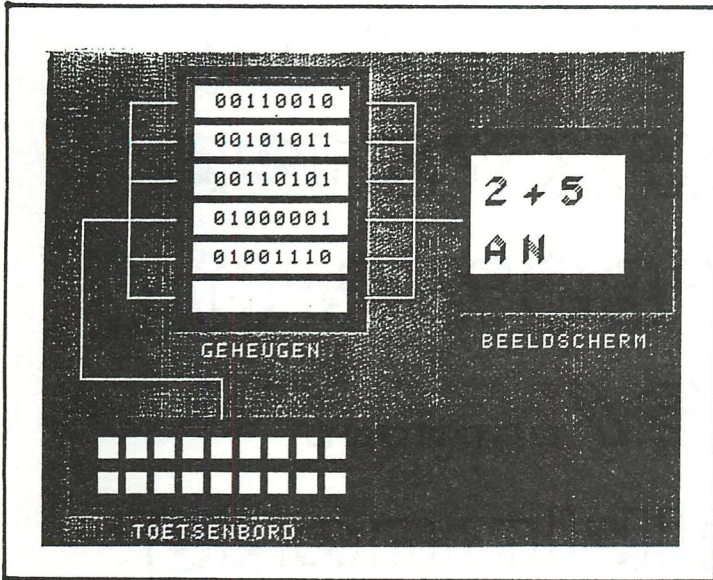 00110010
00101011
00110101
01000001
01001110
GEHEUGEN
2 + 5
A N
BEELDSCHERM
TOETSENBORD